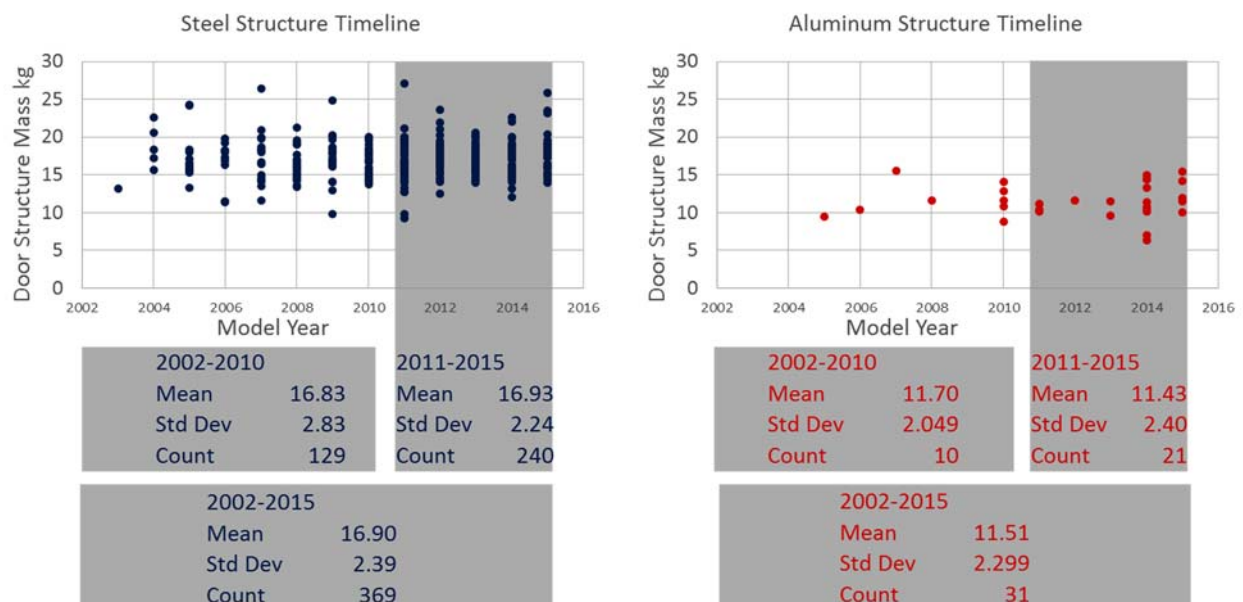 Steel Structure Timeline
Door Structure Mass kg
30
25
20
15
10
5
0
2002 2004 2006 2008 2010 2012 2014 2016
Model Year
2002-2010
Mean 16.83
Std Dev 2.83
Count 129
2011-2015
Mean 16.93
Std Dev 2.24
Count 240
2002-2015
Mean 16.90
Std Dev 2.39
Count 369
Aluminum Structure Timeline
Door Structure Mass kg
30
25
20
15
10
5
0
2002 2004 2006 2008 2010 2012 2014 2016
Model Year
2002-2010
Mean 11.70
Std Dev 2.049
Count 10
2011-2015
Mean 11.43
Std Dev 2.40
Count 21
2002-2015
Mean 11.51
Std Dev 2.299
Count 31